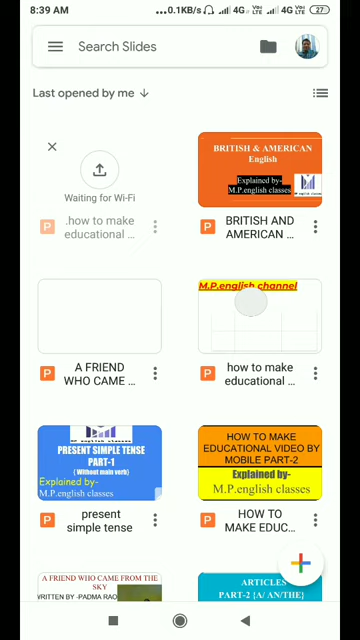 8:39 AM
...0.1KB/s 4G VoLTE 4G VoLTE 27
Search Slides
Last opened by me
Waiting for Wi-Fi
P .how to make
educational ...
BRITISH & AMERICAN
English
Explained by-
M.P.english classes
P BRITISH AND
AMERICAN ...
P A FRIEND
WHO CAME ...
M.P.english channel
P how to make
educational ...
PRESENT SIMPLE TENSE
PART-1
( Without main verb)
Explained by-
M.P.english classes
P present
simple tense
HOW TO MAKE
EDUCATIONAL VIDEO BY
MOBILE PART-2
Explained by-
M.P.english classes
P HOW TO
MAKE EDUC...
A FRIEND WHO CAME FROM THE
SKY
WRITTEN BY -PADMA RAO
ARTICLES
PART-2 {A/ AN/THE}